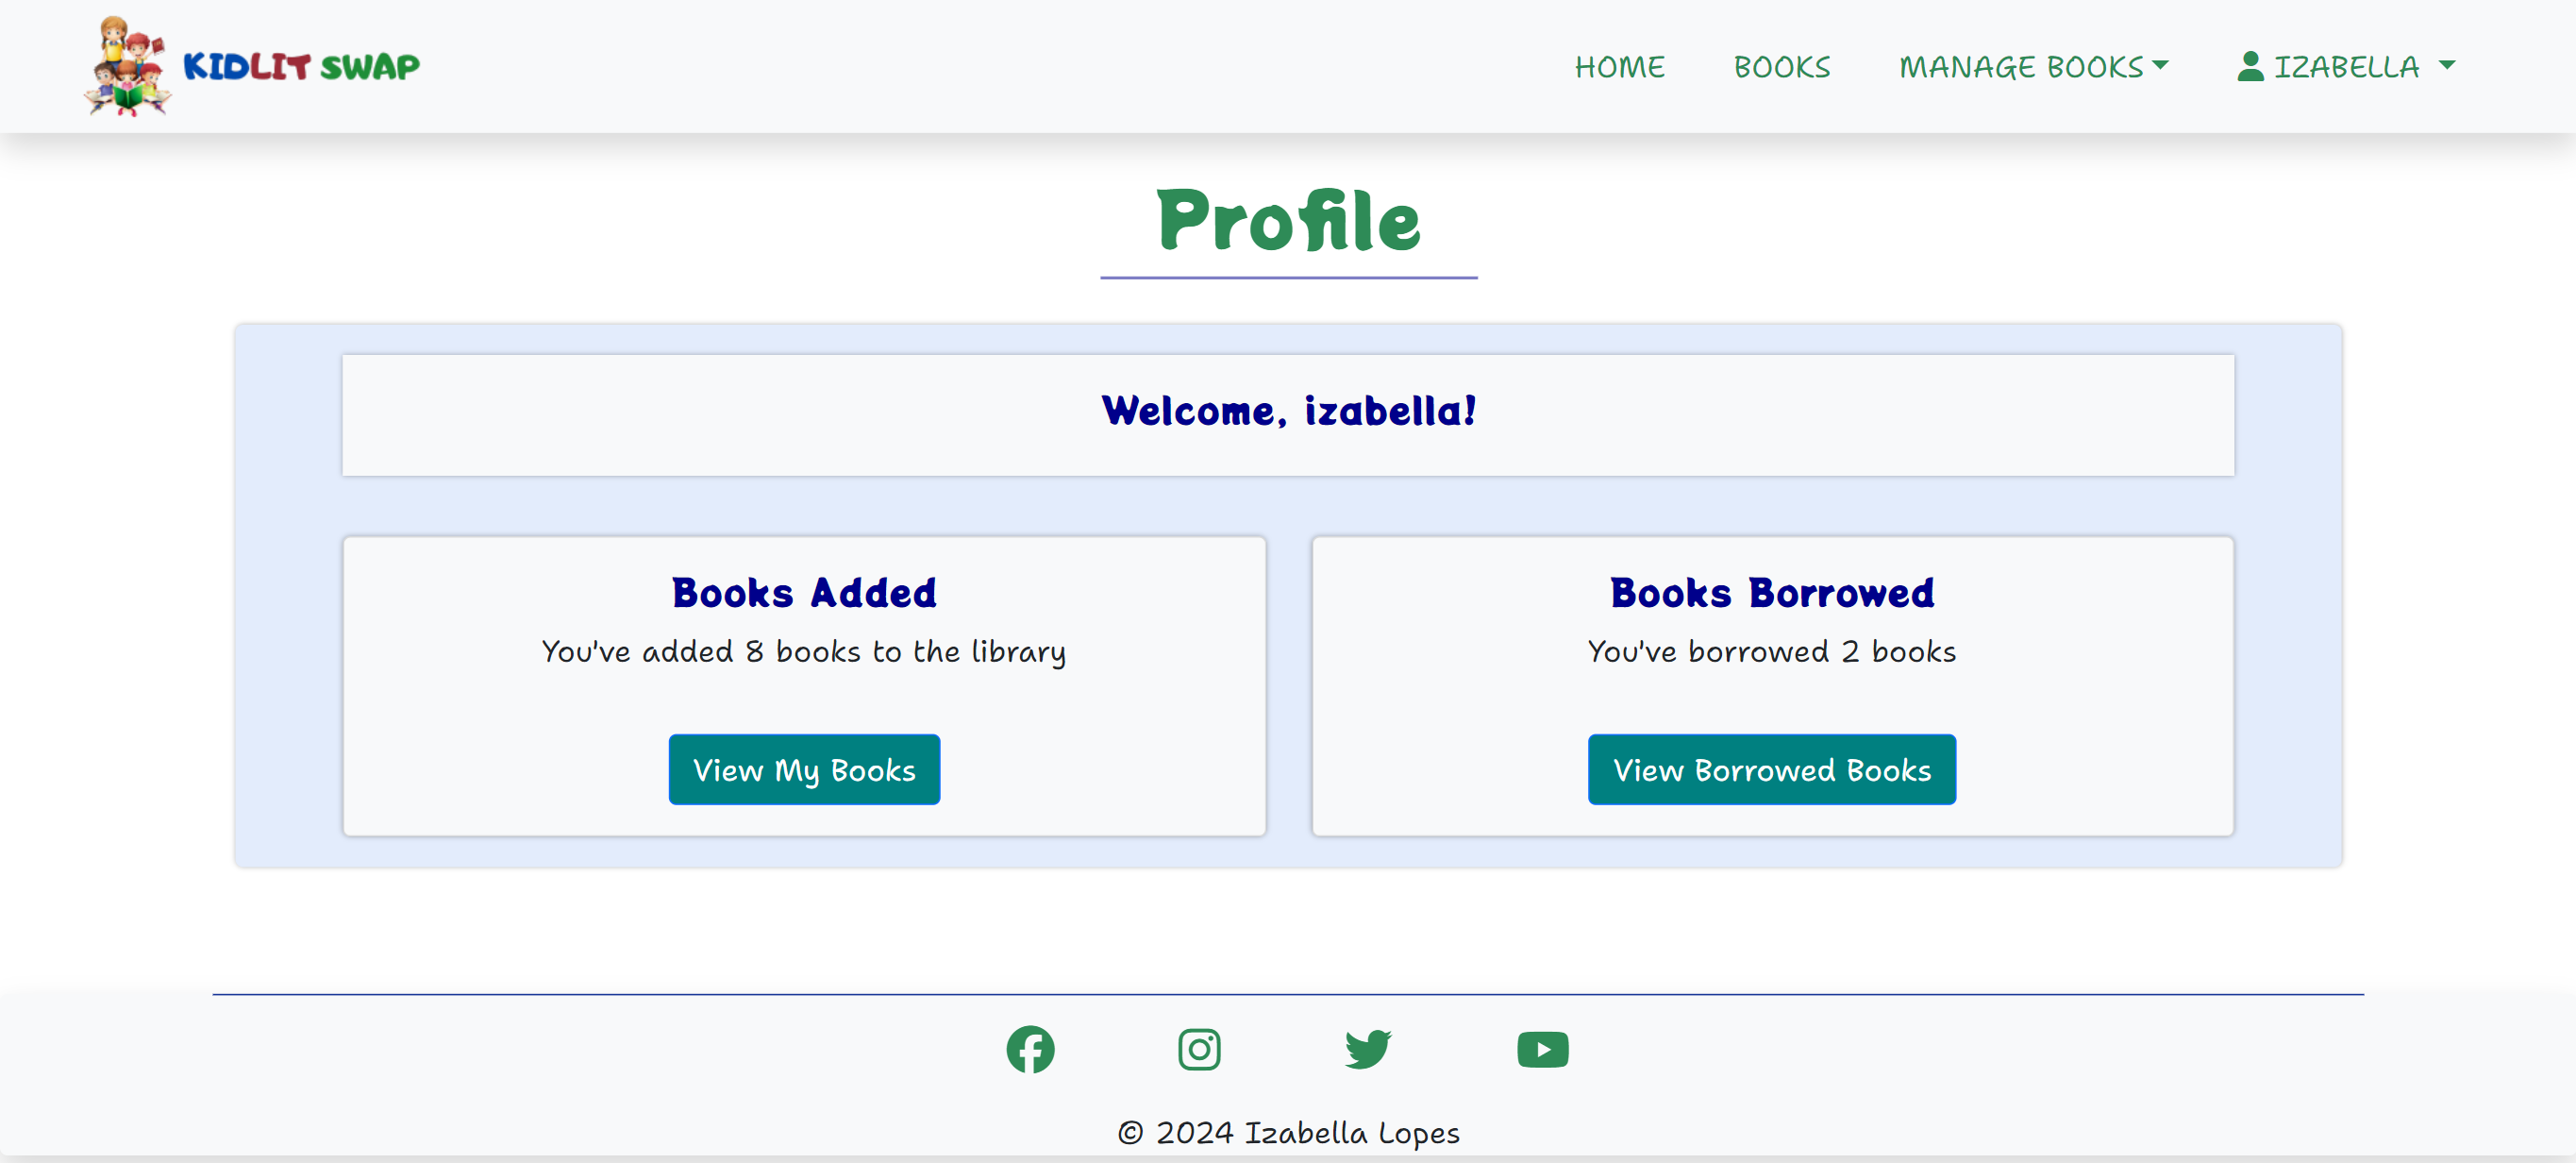 KIDLIT SWAP
HOME
BOOKS
MANAGE BOOKS
IZABELLA
Profile
Welcome, izabella!
Books Added
You've added 8 books to the library
View My Books
Books Borrowed
You've borrowed 2 books
View Borrowed Books
© 2024 Izabella Lopes